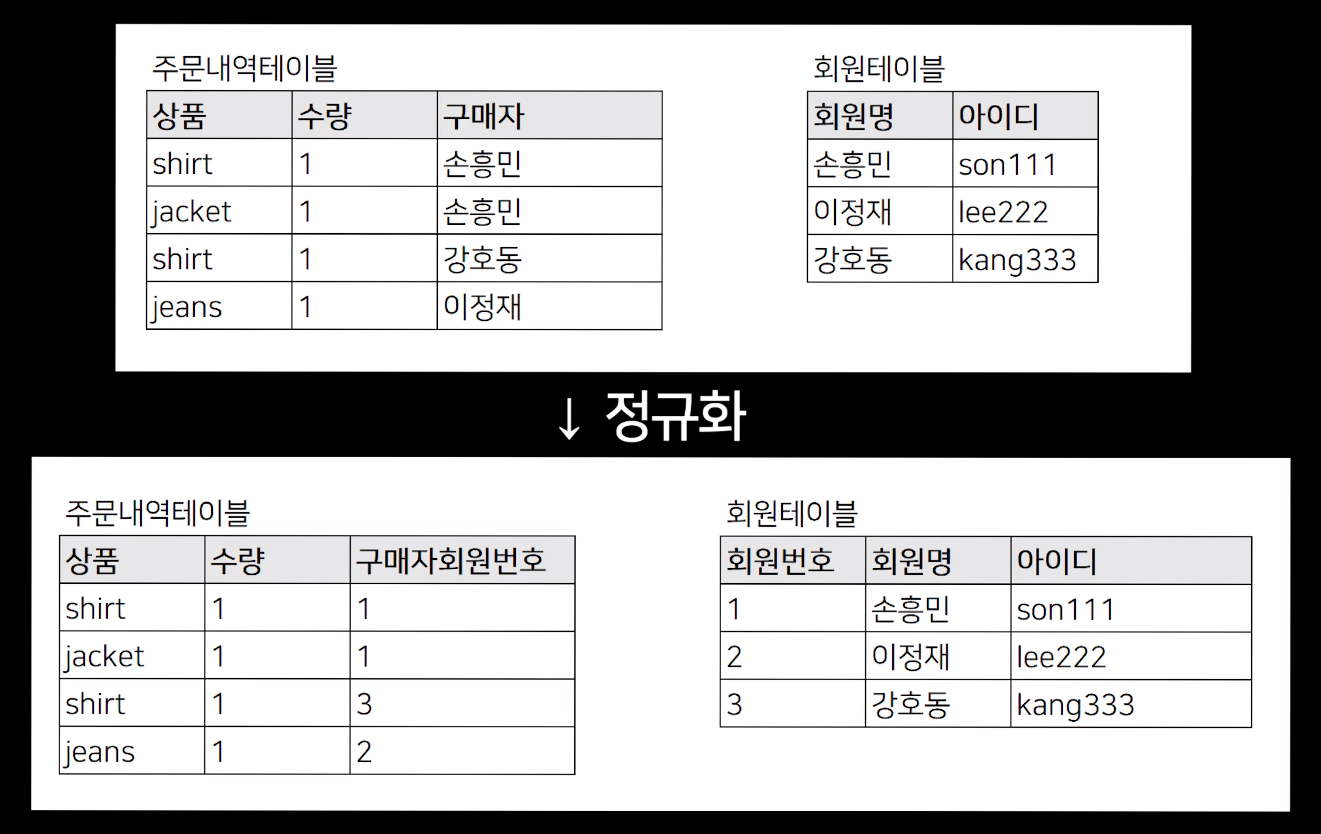 주문내역테이블
상품 수량 구매자
shirt 1 손흥민
jacket 1 손흥민
shirt 1 강호동
jeans 1 이정재
회원테이블
회원명 아이디
손흥민 son111
이정재 lee222
강호동 kang333
↓ 정규화
주문내역테이블
상품 수량 구매자회원번호
shirt 1 1
jacket 1 1
shirt 1 3
jeans 1 2
회원테이블
회원번호 회원명 아이디
1 손흥민 son111
2 이정재 lee222
3 강호동 kang333